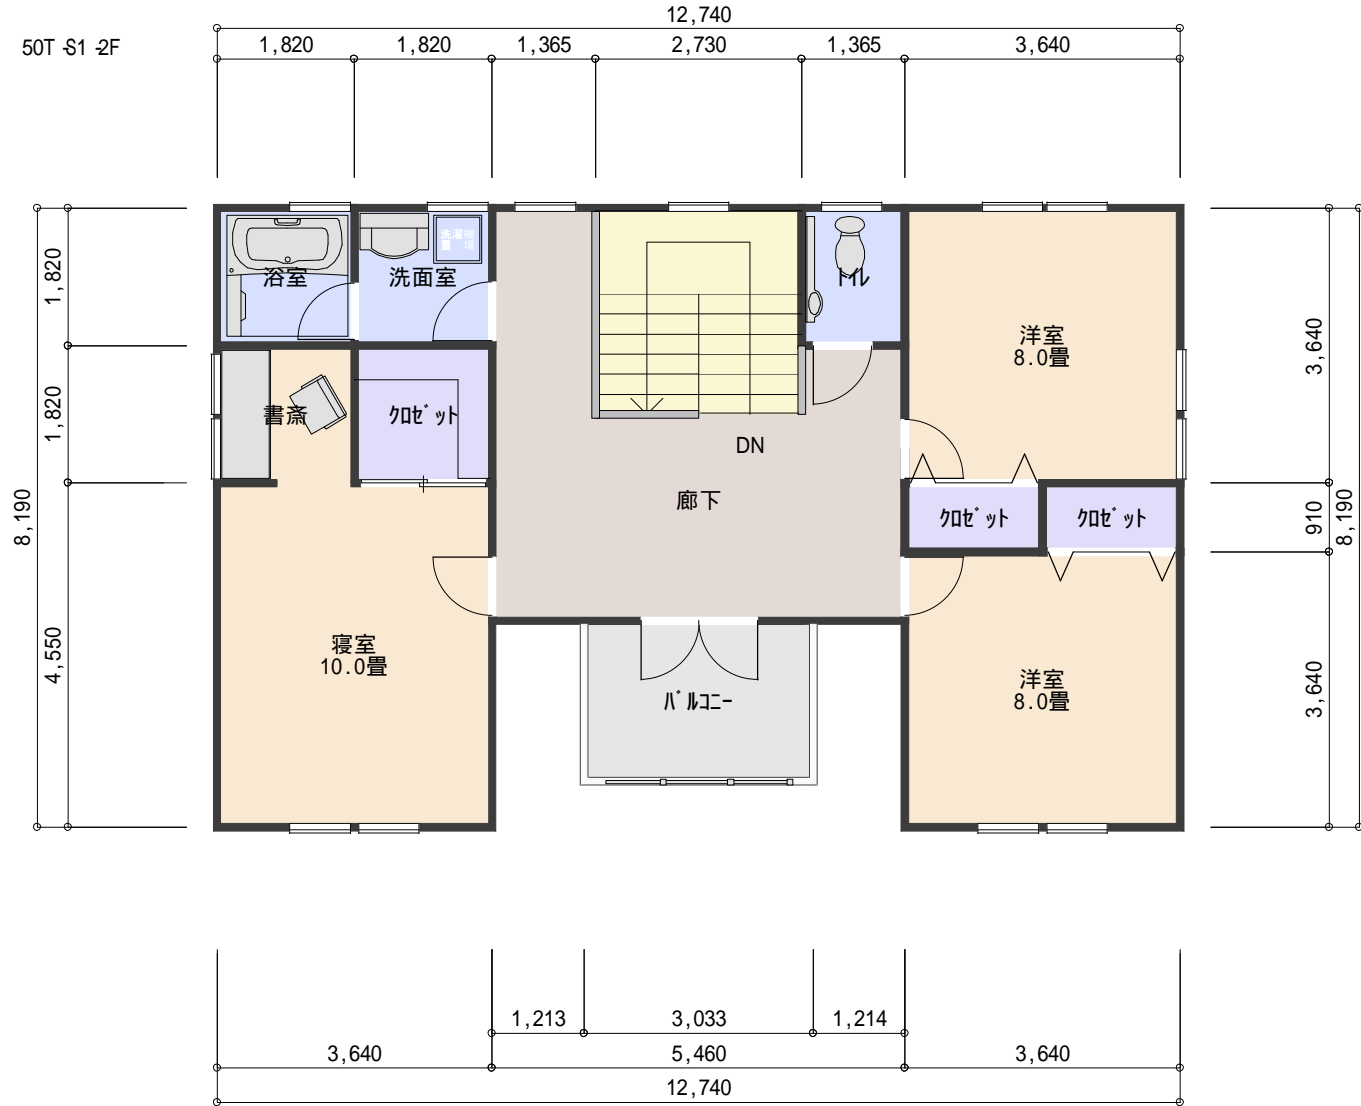 12,740
50T-S1-2F
1,820
1,820
1,365
2,730
1,365
3,640
洗濯機
置場
浴室
洗面室
トイレ
1,820
3,640
洋室
8.0畳
1,820
書斎
クロゼット
DN
8,190
廊下
クロゼット
クロゼット
910
8,190
4,550
寝室
10.0畳
バルコニー
洋室
8.0畳
3,640
1,213
3,033
1,214
3,640
5,460
3,640
12,740